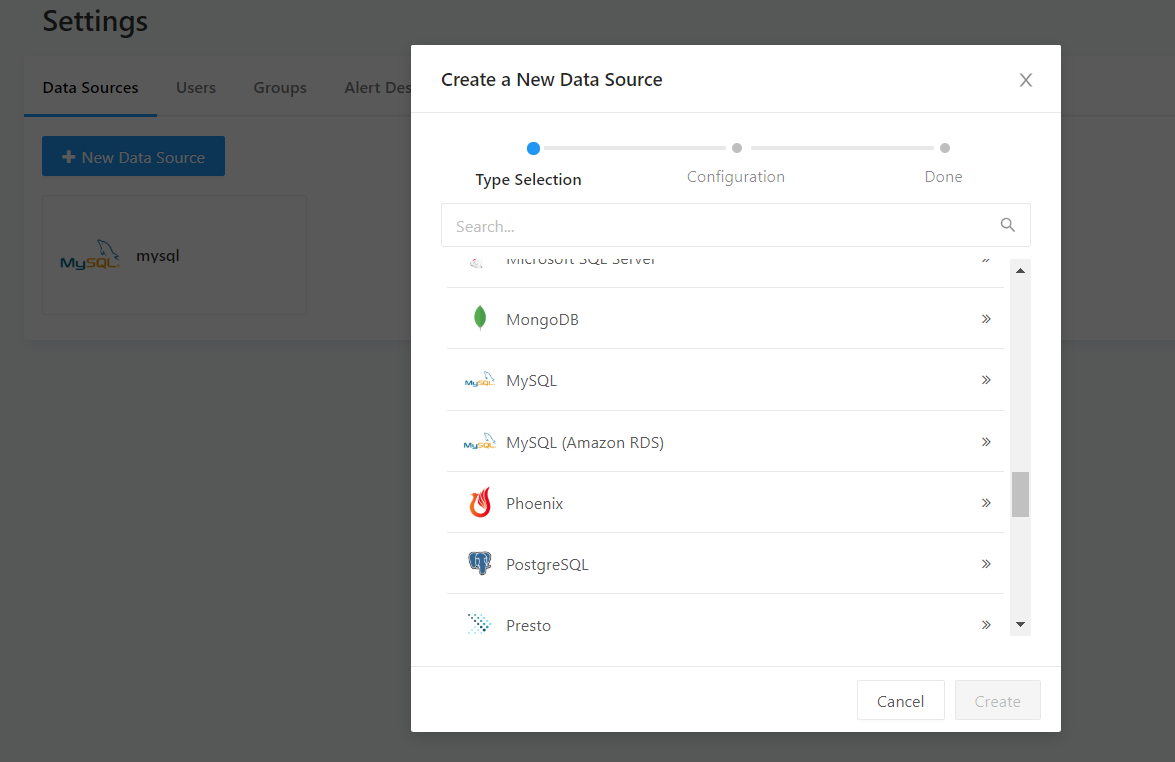 Settings
Data Sources Users Groups Alert Des
+ New Data Source
MySQL mysql
Create a New Data Source
Type Selection Configuration Done
Search...
Microsoft SQL Server
MongoDB
MySQL MySQL
MySQL MySQL (Amazon RDS)
Phoenix
PostgreSQL
Presto
Cancel Create